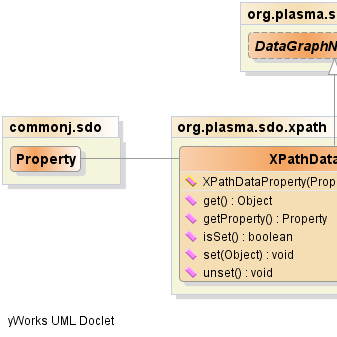 org.plasma.s
DataGraphN
commonj.sdo
Property
org.plasma.sdo.xpath
XPathData
XPathDataProperty(Prop
get() : Object
getProperty() : Property
isSet() : boolean
set(Object) : void
unset() : void
yWorks UML Doclet